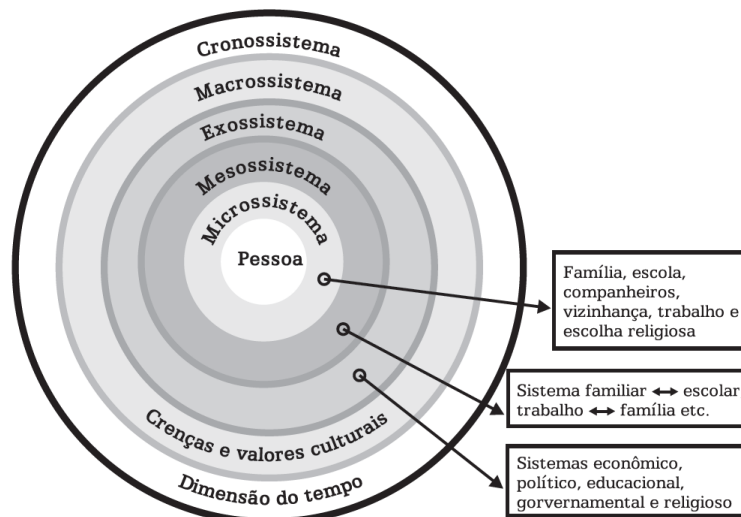 Cronossistema
Macrossistema
Exossistema
Mesossistema
Microssistema
Pessoa
Família, escola,
companheiros,
vizinhança, trabalho e
escolha religiosa
Sistema familiar ↔ escolar
trabalho ↔ família etc.
Sistemas econômico,
político, educacional,
gorvernamental e religioso
Crenças e valores culturais
Dimensão do tempo